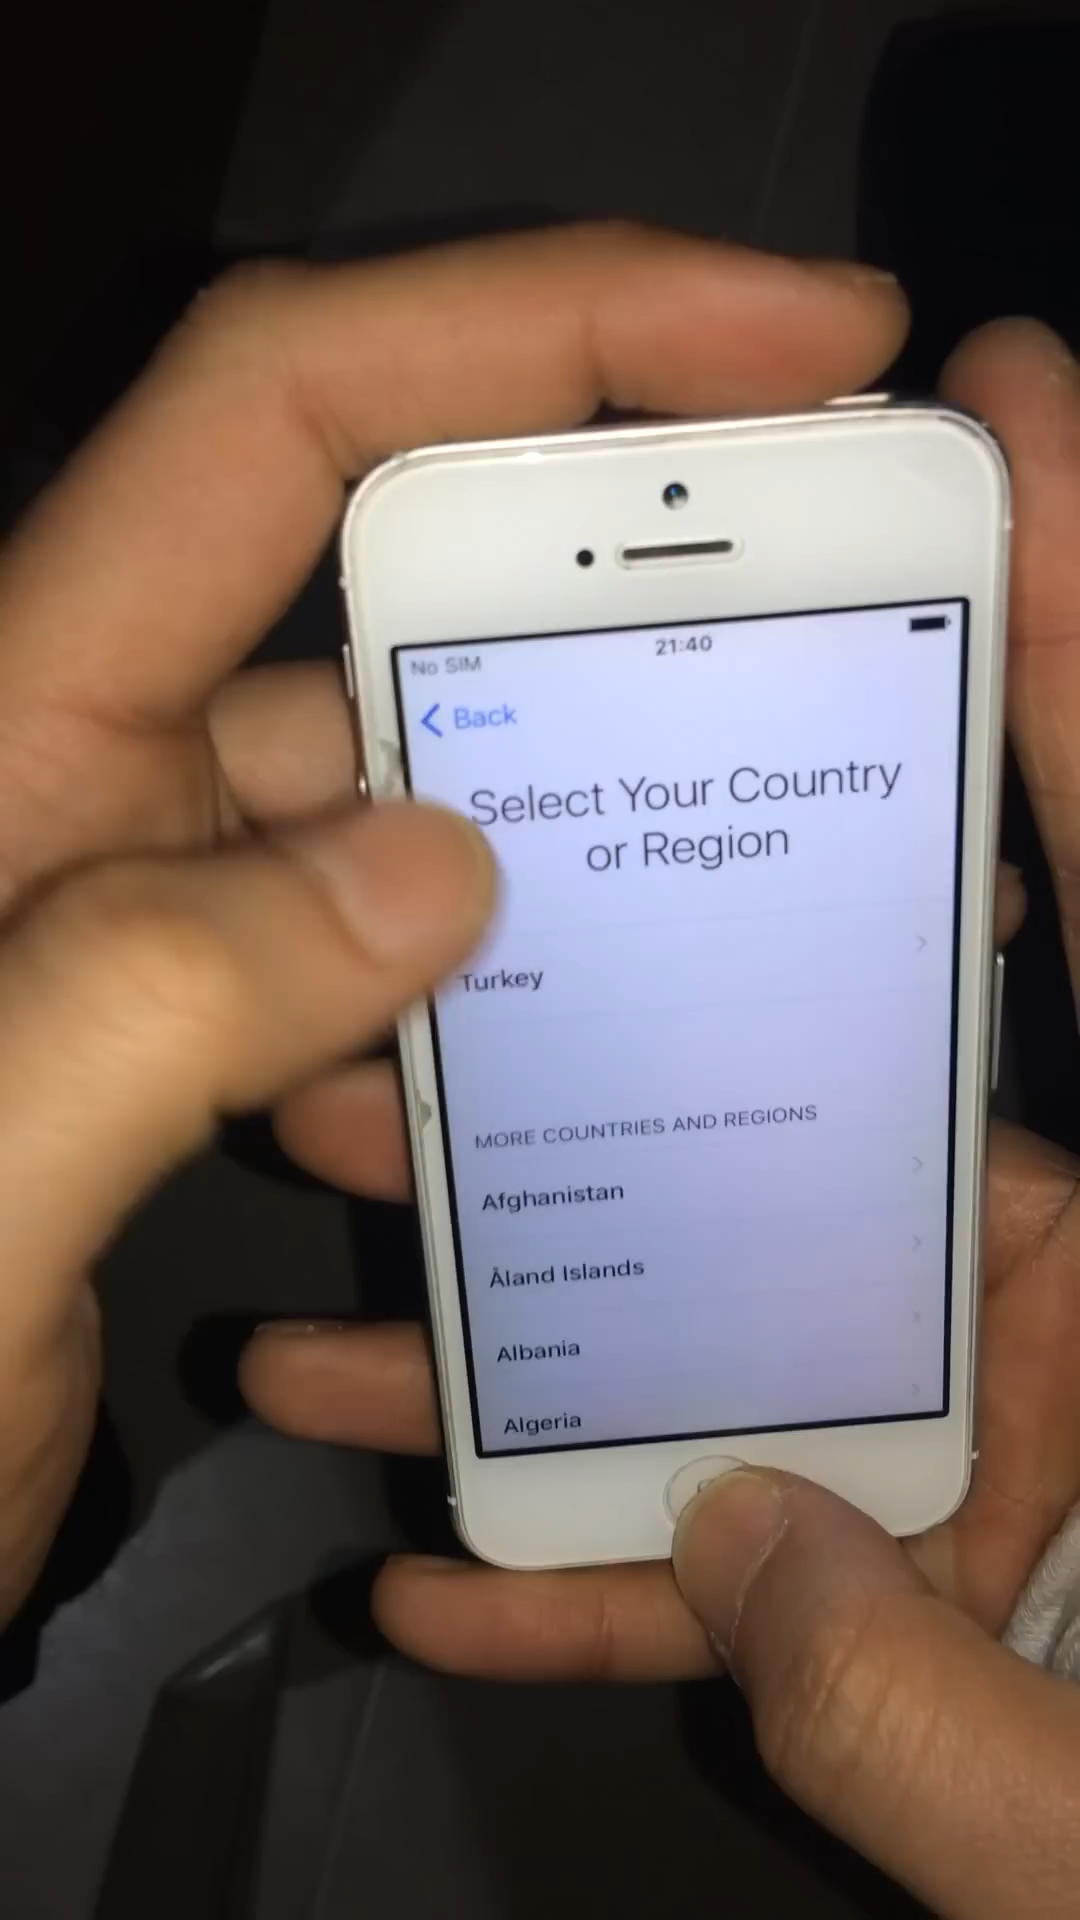 No SIM
21:40
Back
Select Your Country
or Region
Turkey
MORE COUNTRIES AND REGIONS
Afghanistan
Åland Islands
Albania
Algeria